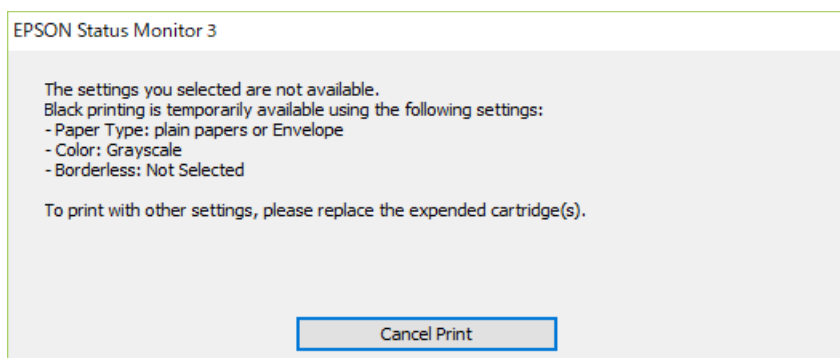 EPSON Status Monitor 3
The settings you selected are not available.
Black printing is temporarily available using the following settings:
- Paper Type: plain papers or Envelope
- Color: Grayscale
- Borderless: Not Selected
To print with other settings, please replace the expended cartridge(s).
Cancel Print